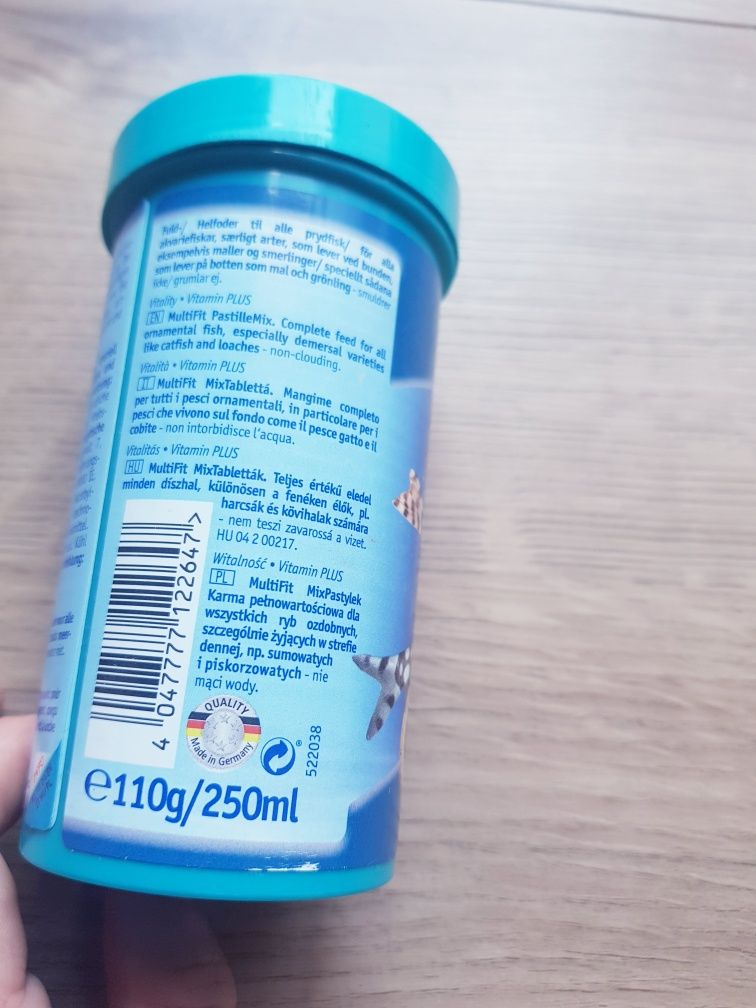 Fuld-/ Helfoder til alle prydfisk/ för alla
akvariefiskar, særligt arter, som lever ved bunden,
eksempelvis maller og smerlinger/ speciellt sådana
som lever på botten som mal och grönling - smuldrer
ikke/ grumlar ej.
Vitality • Vitamin PLUS
EN MultiFit PastilleMix. Complete feed for all
ornamental fish, especially demersal varieties
like catfish and loaches - non-clouding.
Vitalità • Vitamin PLUS
IT MultiFit MixTablettá. Mangime completo
per tutti i pesci ornamentali, in particolare per i
pesci che vivono sul fondo come il pesce gatto e il
cobite - non intorbidisce l'acqua.
Vitalitás • Vitamin PLUS
HU MultiFit MixTabletták. Teljes értékű eledel
minden díszhal, különösen a fenéken élők, pl.
harcsák és kövihalak számára
- nem teszi zavarossá a vizet.
HU 04 2 00217.
Witalność • Vitamin PLUS
PL MultiFit MixPastylek
Karma pełnowartościowa dla
wszystkich ryb ozdobnych,
szczególnie żyjących w strefie
dennej, np. sumowatych
i piskorzowatych - nie
mąci wody.
4 047777 122647 >
QUALITY
Made in Germany
®
522038
℮110g/250ml